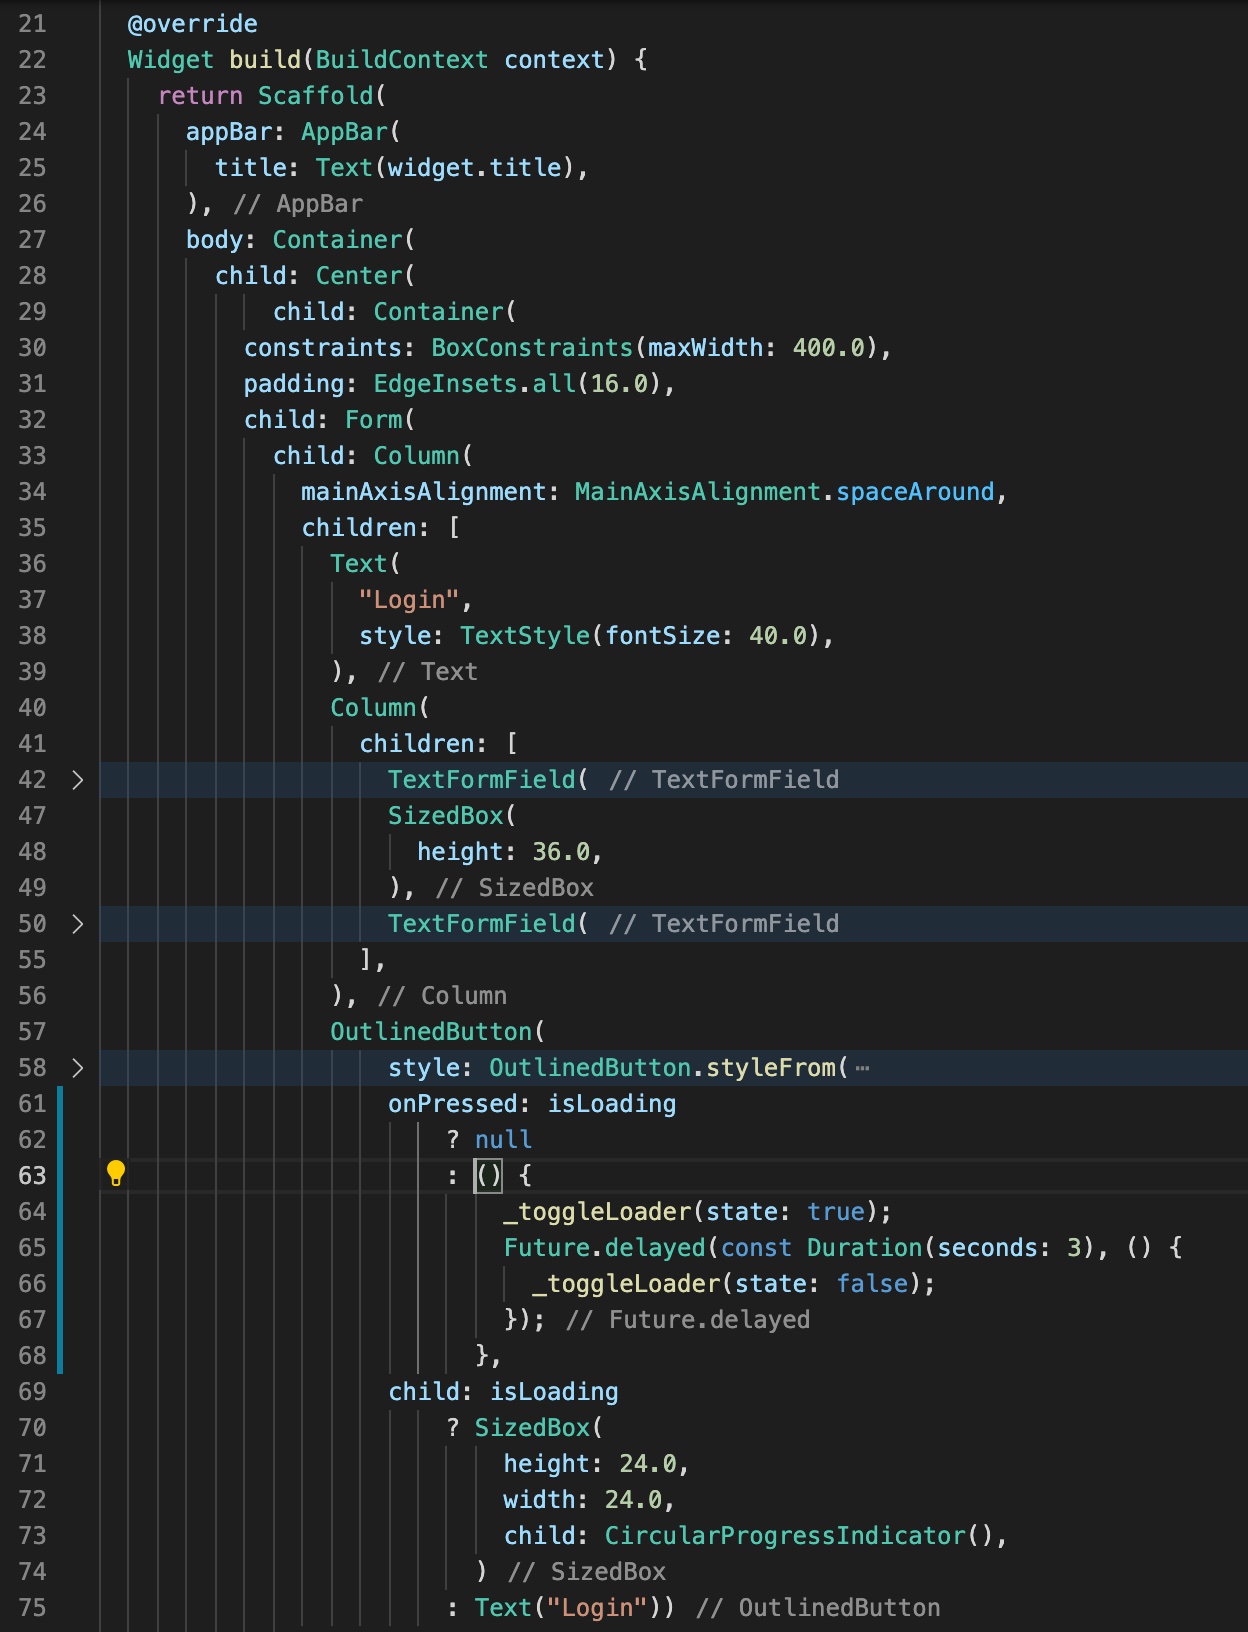 21 @override
22 Widget build(BuildContext context) {
23 return Scaffold(
24 appBar: AppBar(
25 title: Text(widget.title),
26 ), // AppBar
27 body: Container(
28 child: Center(
29 child: Container(
30 constraints: BoxConstraints(maxWidth: 400.0),
31 padding: EdgeInsets.all(16.0),
32 child: Form(
33 child: Column(
34 mainAxisAlignment: MainAxisAlignment.spaceAround,
35 children: [
36 Text(
37 "Login",
38 style: TextStyle(fontSize: 40.0),
39 ), // Text
40 Column(
41 children: [
42 TextFormField( // TextFormField
47 SizedBox(
48 height: 36.0,
49 ), // SizedBox
50 TextFormField( // TextFormField
55 ],
56 ), // Column
57 OutlinedButton(
58 style: OutlinedButton.styleFrom(⋯
61 onPressed: isLoading
62 ? null
63 : () {
64 _toggleLoader(state: true);
65 Future.delayed(const Duration(seconds: 3), () {
66 _toggleLoader(state: false);
67 }); // Future.delayed
68 },
69 child: isLoading
70 ? SizedBox(
71 height: 24.0,
72 width: 24.0,
73 child: CircularProgressIndicator(),
74 ) // SizedBox
75 : Text("Login")) // OutlinedButton